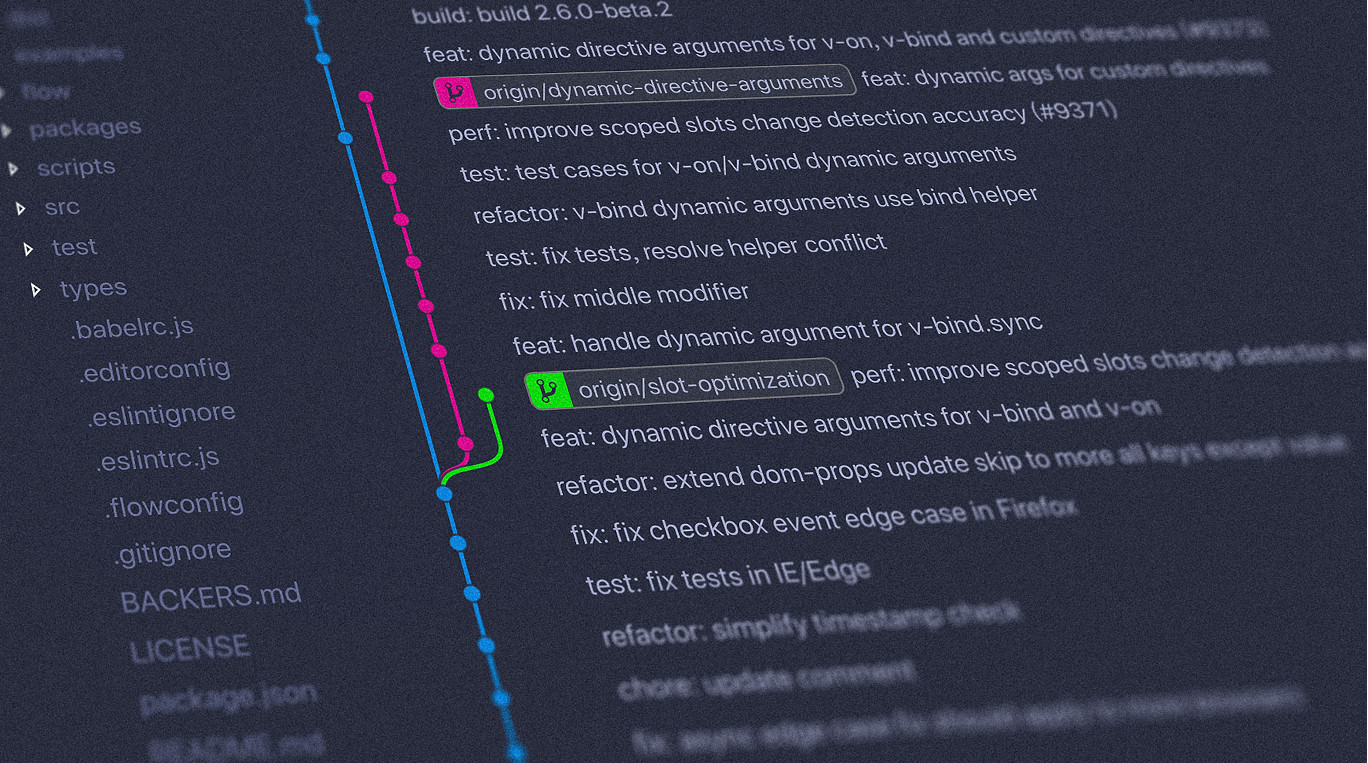 examples
flow
packages
scripts
src
test
types
.babelrc.js
.editorconfig
.eslintignore
.eslintrc.js
.flowconfig
.gitignore
BACKERS.md
LICENSE
package.json
README.md
build: build 2.6.0-beta.2
feat: dynamic directive arguments for v-on, v-bind and custom directives (#9373)
origin/dynamic-directive-arguments feat: dynamic args for custom directives
perf: improve scoped slots change detection accuracy (#9371)
test: test cases for v-on/v-bind dynamic arguments
refactor: v-bind dynamic arguments use bind helper
test: fix tests, resolve helper conflict
fix: fix middle modifier
feat: handle dynamic argument for v-bind.sync
origin/slot-optimization perf: improve scoped slots change detection
feat: dynamic directive arguments for v-bind and v-on
refactor: extend dom-props update skip to more all keys except value
fix: fix checkbox event edge case in Firefox
test: fix tests in IE/Edge
refactor: simplify timestamp check
chore: update comment
fix: async edge case fix should apply to more browsers